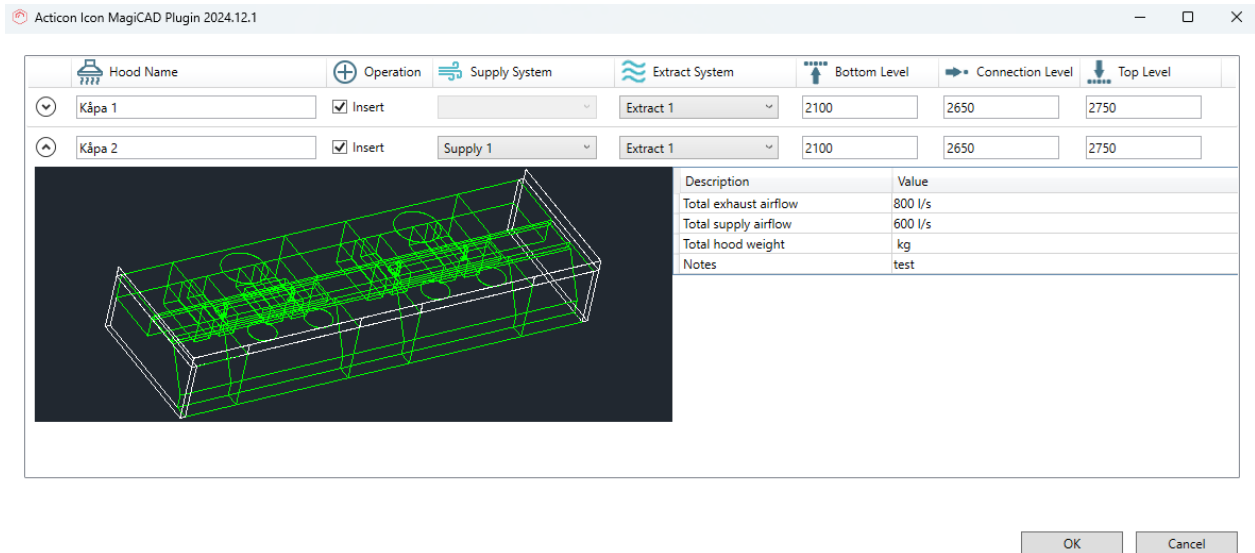 Acticon Icon MagiCAD Plugin 2024.12.1
Hood Name Operation Supply System Extract System Bottom Level Connection Level Top Level
Kåpa 1 Insert Extract 1 2100 2650 2750
Kåpa 2 Insert Supply 1 Extract 1 2100 2650 2750
Description Value
Total exhaust airflow 800 l/s
Total supply airflow 600 l/s
Total hood weight kg
Notes test
OK Cancel